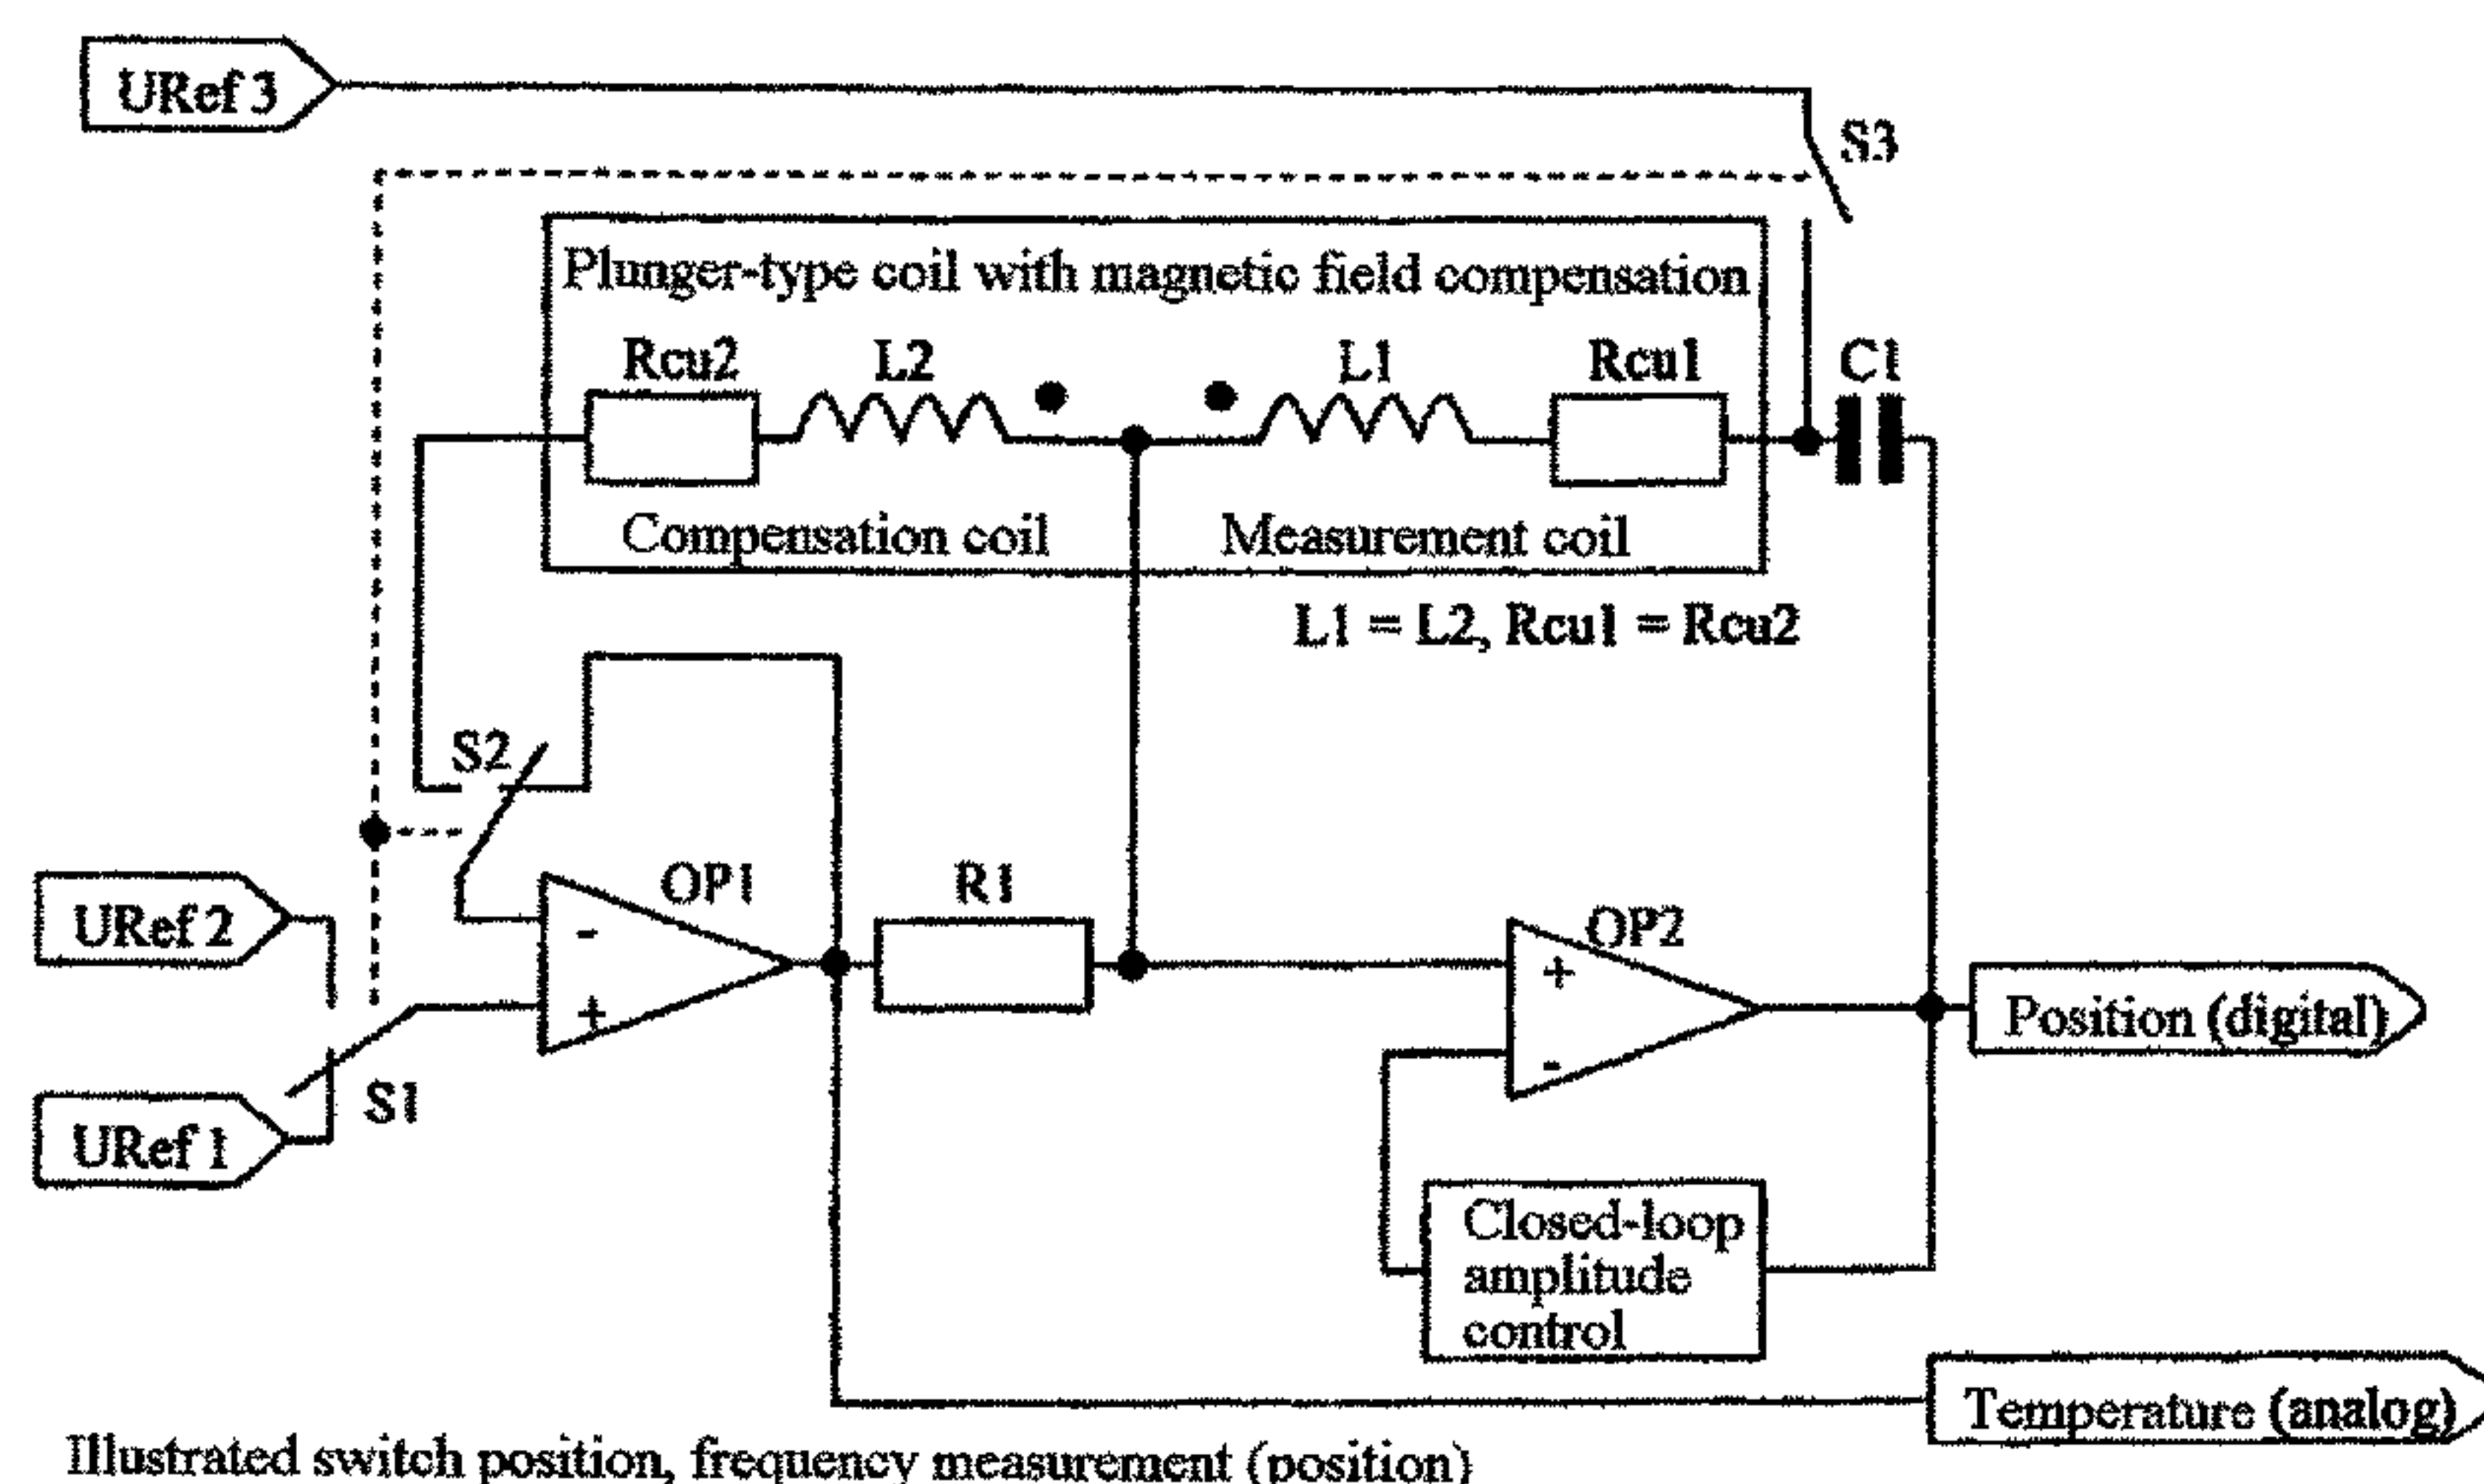 URef 3
S3
Plunger-type coil with magnetic field compensation
Rcu2
L2
L1
Rcu1
C1
Compensation coil
Measurement coil
L1 = L2, Rcu1 = Rcu2
S2
OP1
R1
OP2
URef 2
-
+
+
-
Position (digital)
S1
URef 1
Closed-loop
amplitude
control
Temperature (analog)
Illustrated switch position, frequency measurement (position)